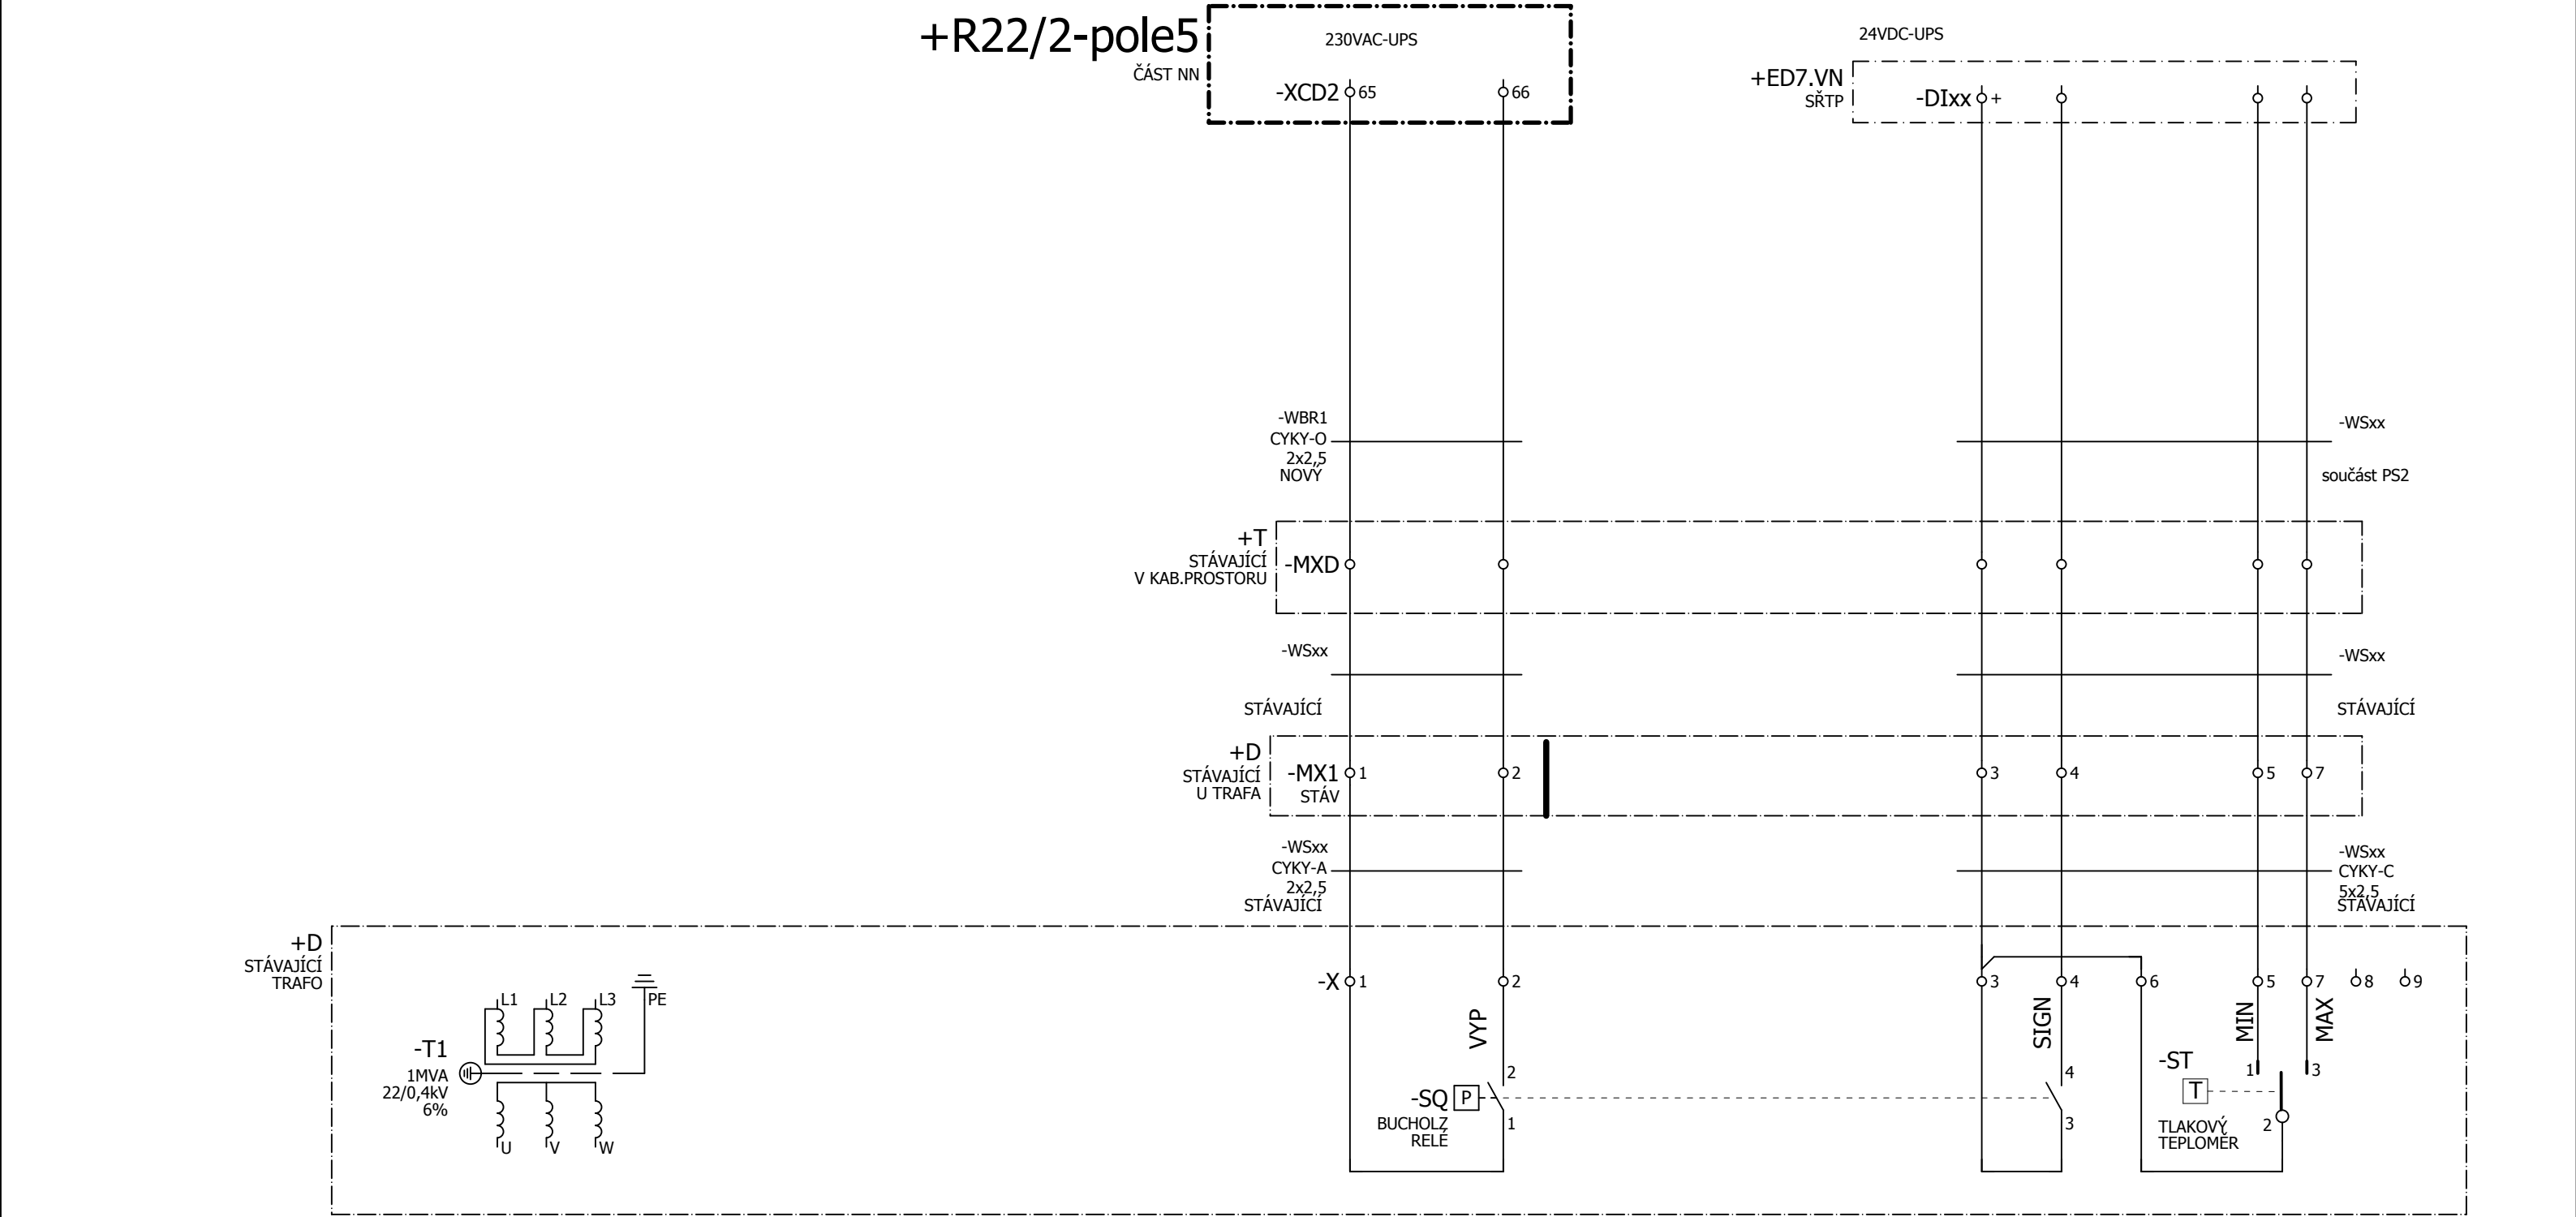 +R22/2-pole5
ČÁST NN
230VAC-UPS
-XCD2
65
66
24VDC-UPS
+ED7.VN
SŘTP
-DIxx
+
-WBR1
CYKY-O
2x2,5
NOVÝ
-WSxx
součást PS2
+T
STÁVAJÍCÍ
V KAB.PROSTORU
-MXD
-WSxx
STÁVAJÍCÍ
-WSxx
STÁVAJÍCÍ
+D
STÁVAJÍCÍ
U TRAFA
-MX1
STÁV
1
2
3
4
5
7
-WSxx
CYKY-A
2x2,5
STÁVAJÍCÍ
-WSxx
CYKY-C
5x2,5
STÁVAJÍCÍ
+D
STÁVAJÍCÍ
TRAFO
-X
1
2
3
4
6
5
7
8
9
L1
L2
L3
PE
-T1
1MVA
22/0,4kV
6%
U
V
W
VYP
SIGN
MIN
MAX
-SQ
P
BUCHOLZ
RELÉ
2
1
4
3
-ST
T
TLAKOVÝ
TEPLOMĚR
1
3
2